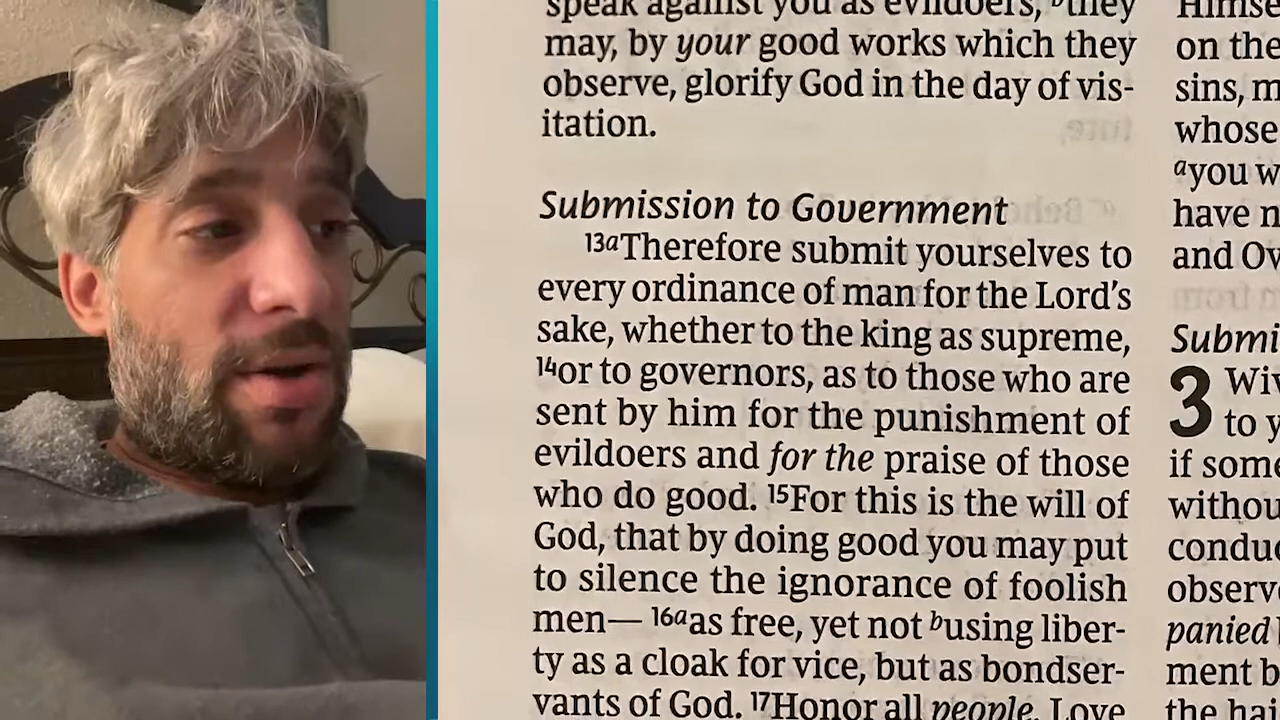 speak against you as evildoers, bthey
may, by your good works which they
observe, glorify God in the day of vis-
itation.
Submission to Government
13aTherefore submit yourselves to
every ordinance of man for the Lord’s
sake, whether to the king as supreme,
14or to governors, as to those who are
sent by him for the punishment of
evildoers and for the praise of those
who do good. 15For this is the will of
God, that by doing good you may put
to silence the ignorance of foolish
men— 16aas free, yet not busing liber-
ty as a cloak for vice, but as bondser-
vants of God. 17Honor all people. Love
on the
sins, m
whose
ayou w
have n
and Ov
3 Wiv
to y
if some
withou
conduc
observe
panied
ment b
the hai